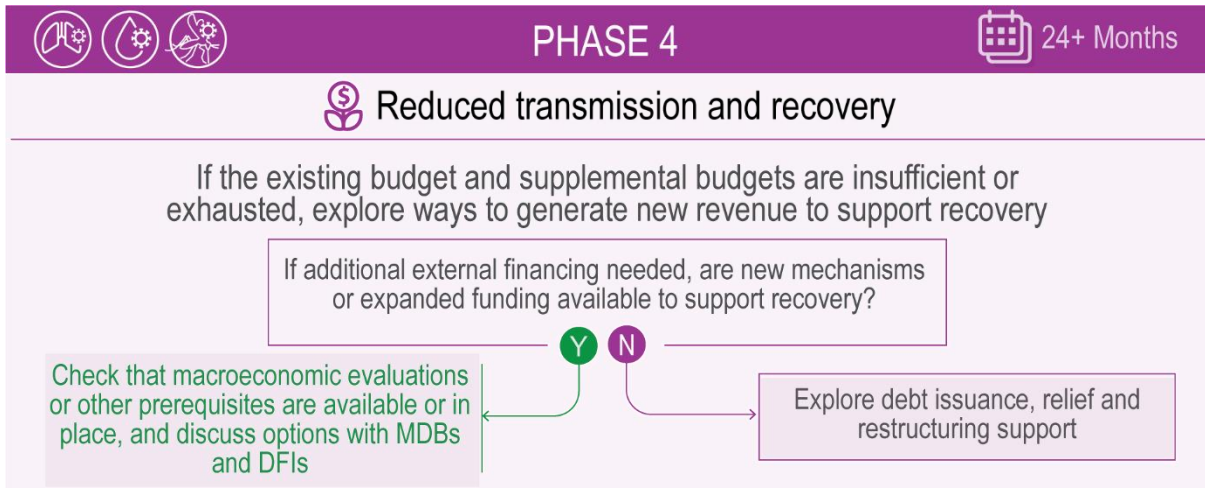 PHASE 4
24+ Months
Reduced transmission and recovery
If the existing budget and supplemental budgets are insufficient or
exhausted, explore ways to generate new revenue to support recovery
If additional external financing needed, are new mechanisms
or expanded funding available to support recovery?
Y N
Check that macroeconomic evaluations
or other prerequisites are available or in
place, and discuss options with MDBs
and DFIs
Explore debt issuance, relief and
restructuring support